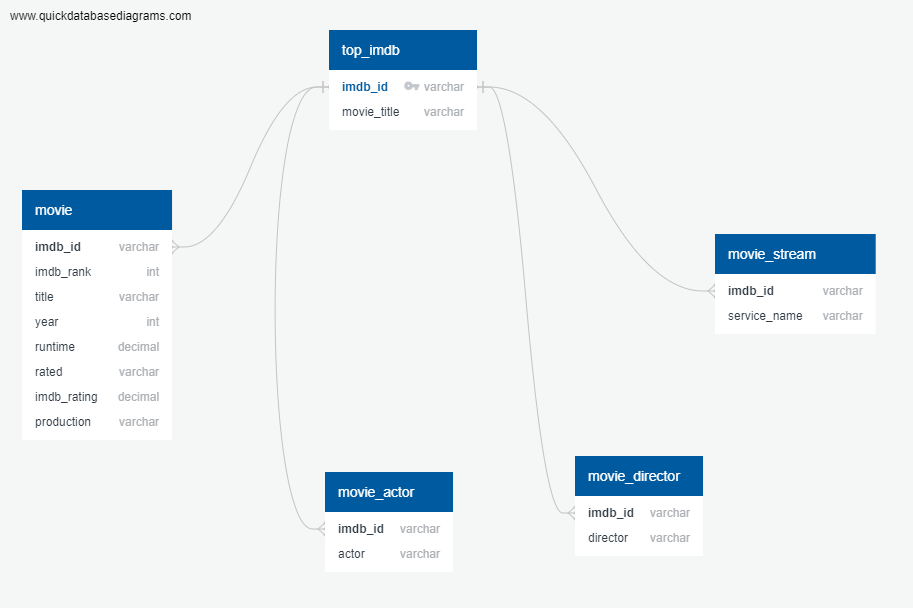 www.quickdatabasediagrams.com
top_imdb
imdb_id varchar
movie_title varchar
movie
imdb_id varchar
imdb_rank int
title varchar
year int
runtime decimal
rated varchar
imdb_rating decimal
production varchar
movie_stream
imdb_id varchar
service_name varchar
movie_actor
imdb_id varchar
actor varchar
movie_director
imdb_id varchar
director varchar